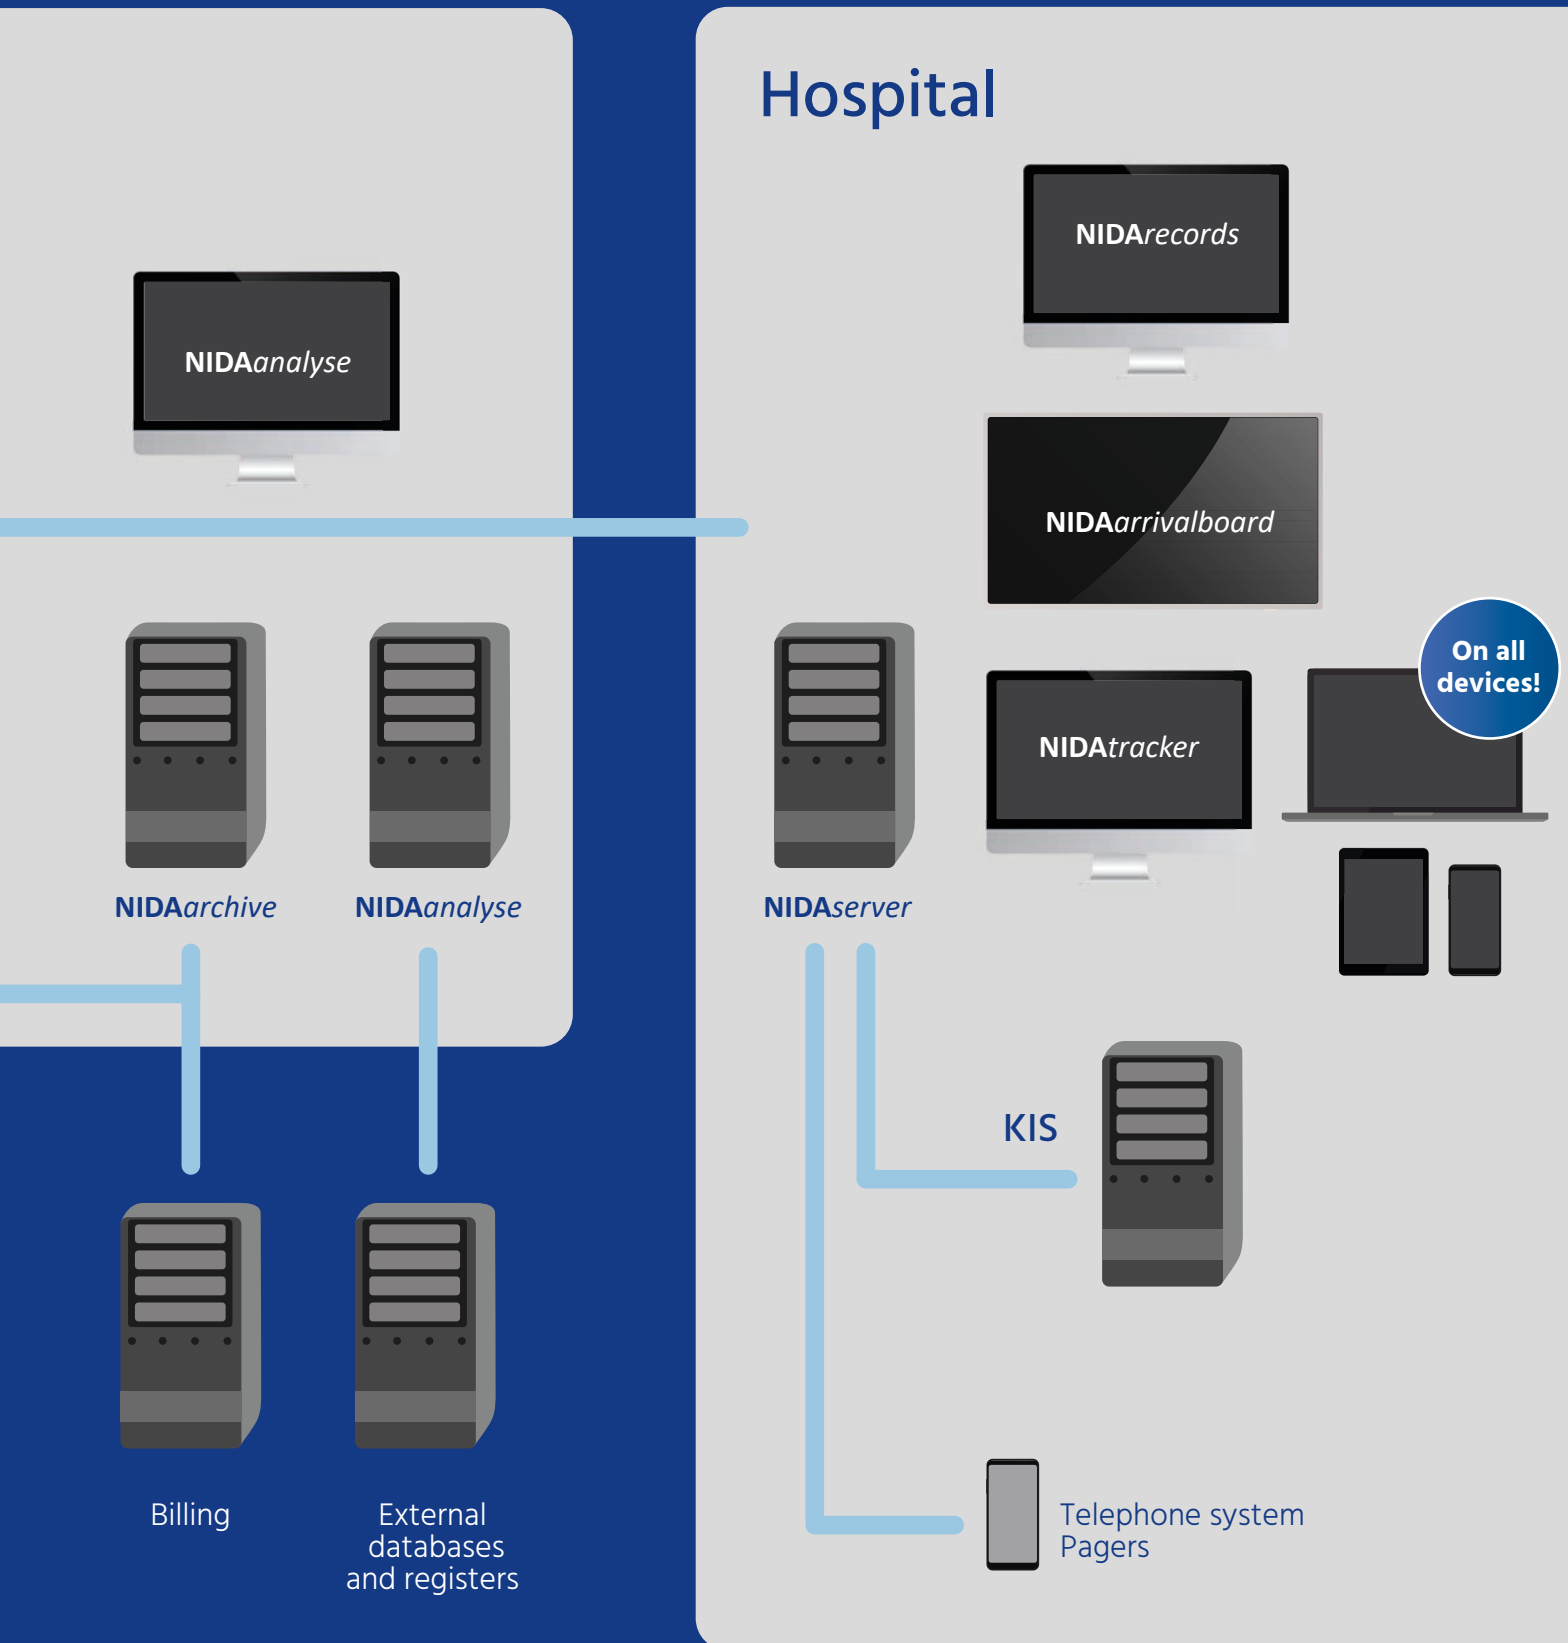 Hospital
NIDArecords
NIDAanalyse
NIDAarrivalboard
On all
devices!
NIDAtracker
NIDAarchive
NIDAanalyse
NIDAserver
KIS
Billing
External
databases
and registers
Telephone system
Pagers